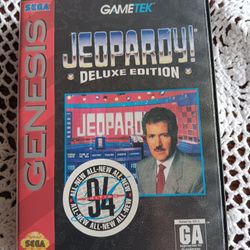 SEGA
GAMETEK
JEOPARDY!
DELUXE EDITION
GENESIS
JEOPARDY
ALL-NEW ALL-NEW ALL-NEW ALL-NEW
94
SEGA
GA